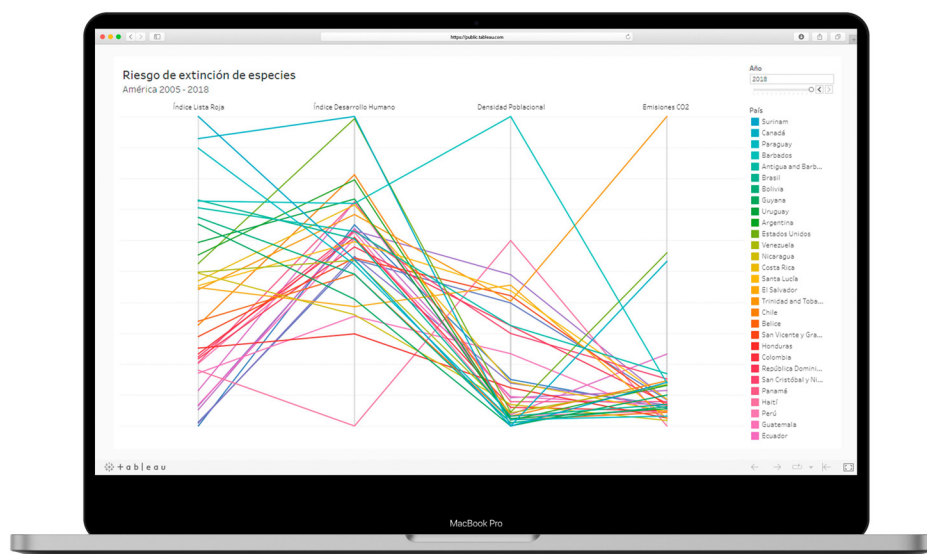 https://public.tableau.com
Riesgo de extinción de especies
América 2005 - 2018
Índice Lista Roja
Índice Desarrollo Humano
Densidad Poblacional
Emisiones CO2
Año
2018
País
Surinam
Canadá
Paraguay
Barbados
Antigua and Barb...
Brasil
Bolivia
Guyana
Uruguay
Argentina
Estados Unidos
Venezuela
Nicaragua
Costa Rica
Santa Lucía
El Salvador
Trinidad and Toba...
Chile
Belice
San Vicente y Gra...
Honduras
Colombia
República Domini...
San Cristóbal y Ni...
Panamá
Haití
Perú
Guatemala
Ecuador
+ableau
MacBook Pro